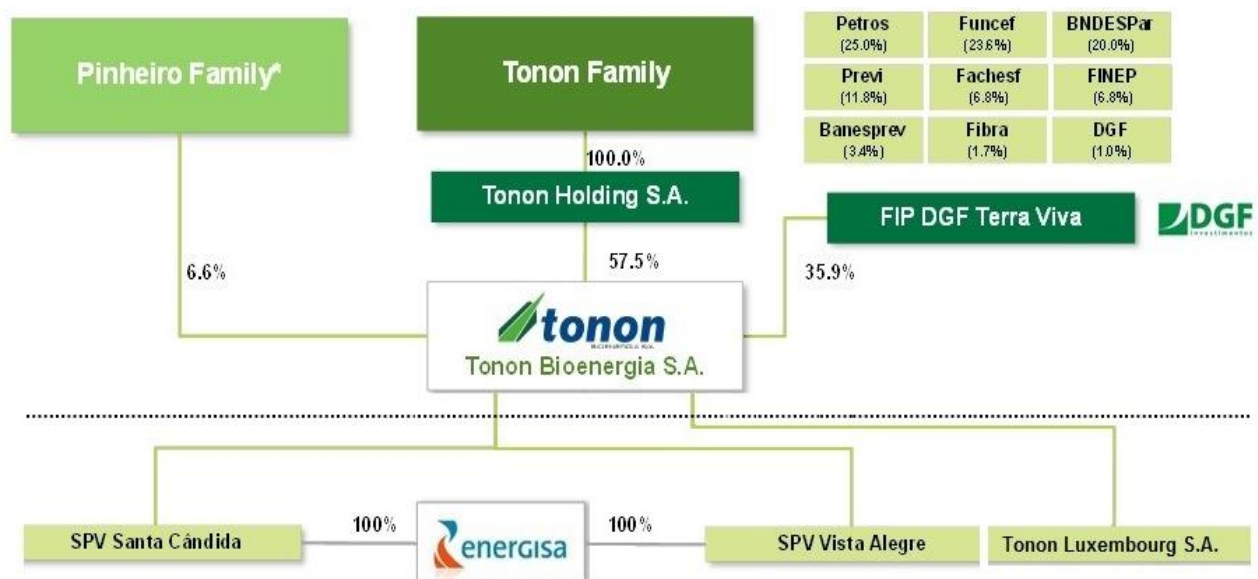 Pinheiro Family*
Tonon Family
Petros
(25.0%)
Funcef
(23.6%)
BNDESPar
(20.0%)
Previ
(11.8%)
Fachesf
(6.8%)
FINEP
(6.8%)
Banesprev
(3.4%)
Fibra
(1.7%)
DGF
(1.0%)
100.0%
Tonon Holding S.A.
FIP DGF Terra Viva
DGF
investimentos
6.6%
57.5%
35.9%
tonon
BIOENERGIA S.A.
Tonon Bioenergia S.A.
SPV Santa Cándida
100%
energisa
100%
SPV Vista Alegre
Tonon Luxembourg S.A.